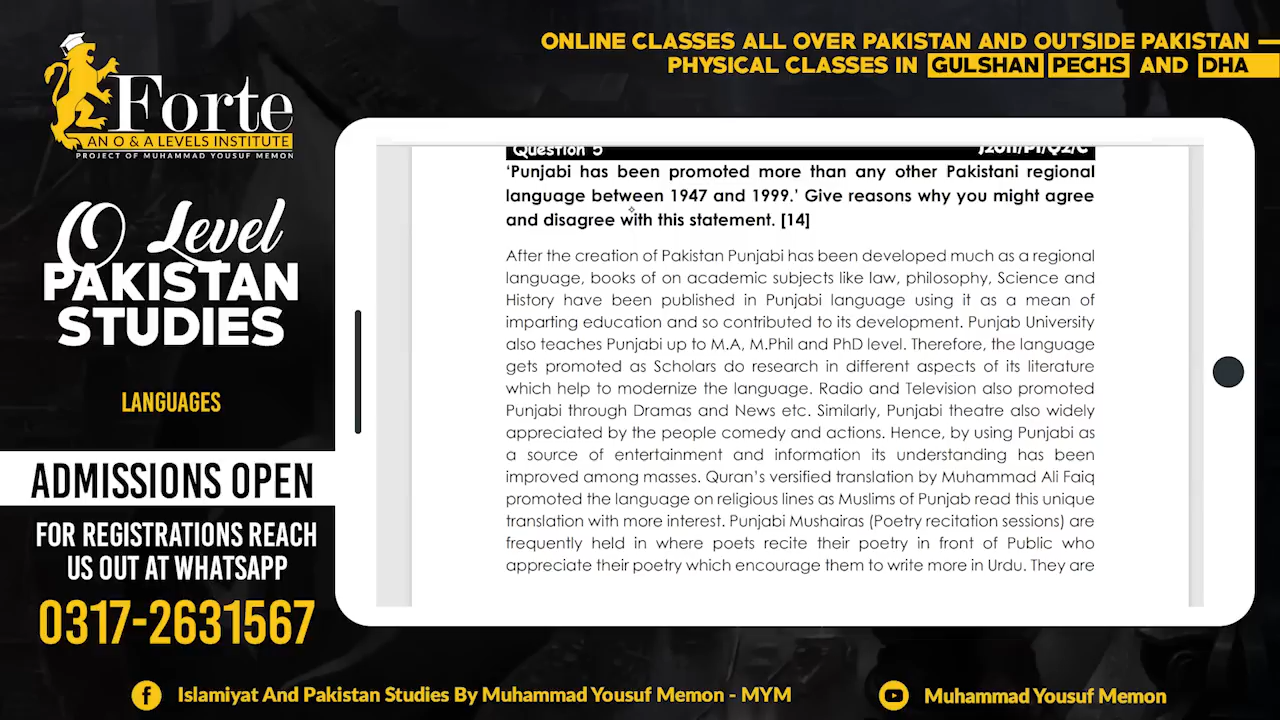 Forte
AN O & A LEVELS INSTITUTE
PROJECT OF MUHAMMAD YOUSUF MEMON
ONLINE CLASSES ALL OVER PAKISTAN AND OUTSIDE PAKISTAN
PHYSICAL CLASSES IN GULSHAN PECHS AND DHA
O Level
PAKISTAN
STUDIES
LANGUAGES
ADMISSIONS OPEN
FOR REGISTRATIONS REACH
US OUT AT WHATSAPP
0317-2631567
Question 5 J2011/P1/Q2/C
‘Punjabi has been promoted more than any other Pakistani regional
language between 1947 and 1999.’ Give reasons why you might agree
and disagree with this statement. [14]
After the creation of Pakistan Punjabi has been developed much as a regional
language, books of on academic subjects like law, philosophy, Science and
History have been published in Punjabi language using it as a mean of
imparting education and so contributed to its development. Punjab University
also teaches Punjabi up to M.A, M.Phil and PhD level. Therefore, the language
gets promoted as Scholars do research in different aspects of its literature
which help to modernize the language. Radio and Television also promoted
Punjabi through Dramas and News etc. Similarly, Punjabi theatre also widely
appreciated by the people comedy and actions. Hence, by using Punjabi as
a source of entertainment and information its understanding has been
improved among masses. Quran’s versified translation by Muhammad Ali Faiq
promoted the language on religious lines as Muslims of Punjab read this unique
translation with more interest. Punjabi Mushairas (Poetry recitation sessions) are
frequently held in where poets recite their poetry in front of Public who
appreciate their poetry which encourage them to write more in Urdu. They are
Islamiyat And Pakistan Studies By Muhammad Yousuf Memon - MYM
Muhammad Yousuf Memon